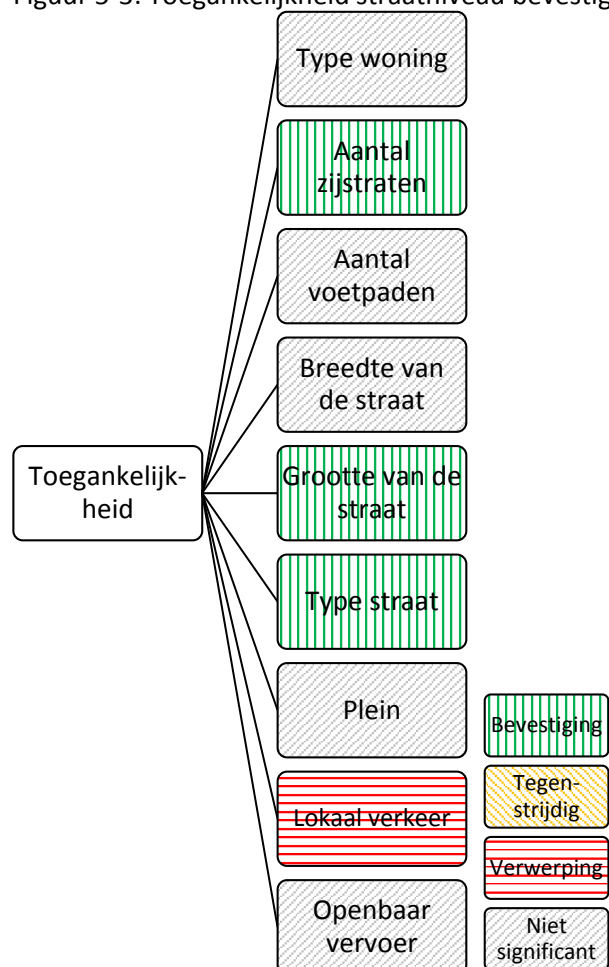 Figuur 5-3: Toegankelijkheid straatniveau bevestig
Type woning
Aantal
zijstraten
Aantal
voetpaden
Breedte van
de straat
Toegankelijk-
heid
Grootte van de
straat
Type straat
Plein
Lokaal verkeer
Openbaar
vervoer
Bevestiging
Tegen-
strijdig
Verwerping
Niet
significant